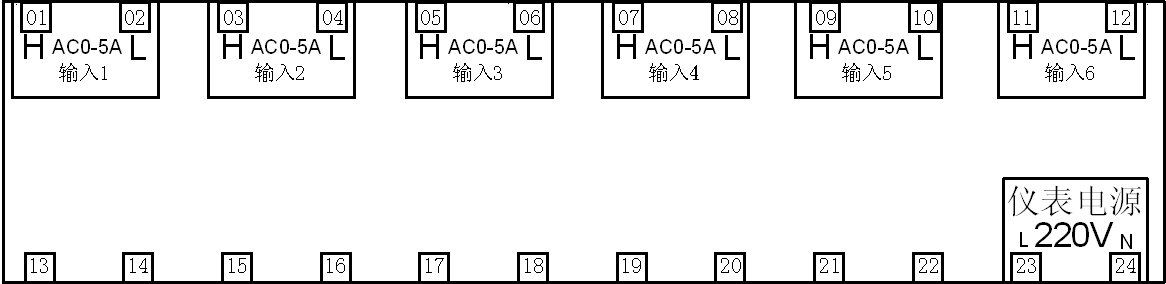 01 02 03 04 05 06 07 08 09 10 11 12
H AC0-5A L H AC0-5A L H AC0-5A L H AC0-5A L H AC0-5A L H AC0-5A L
输入1 输入2 输入3 输入4 输入5 输入6
仪表电源
L 220V N
13 14 15 16 17 18 19 20 21 22 23 24